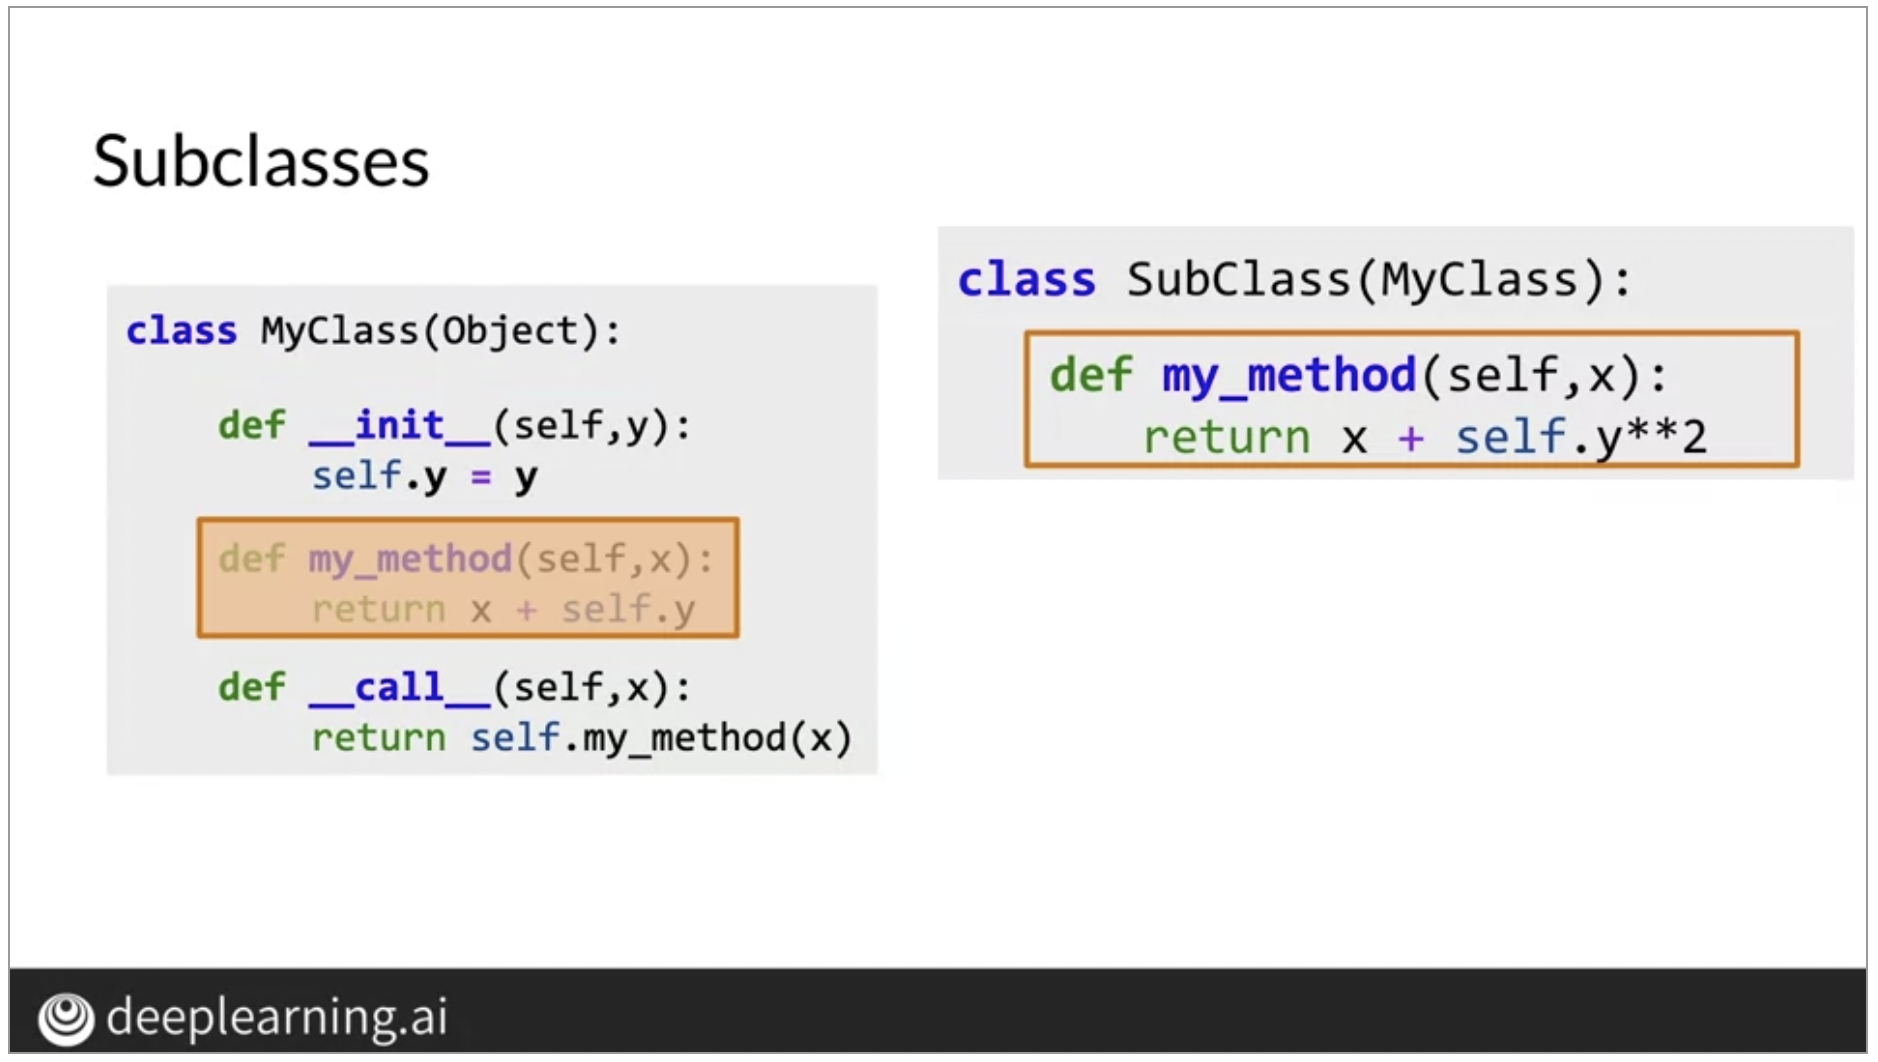 Subclasses
class MyClass(Object):
def __init__(self,y):
self.y = y
def my_method(self,x):
return x + self.y
def __call__(self,x):
return self.my_method(x)
class SubClass(MyClass):
def my_method(self,x):
return x + self.y**2
deeplearning.ai